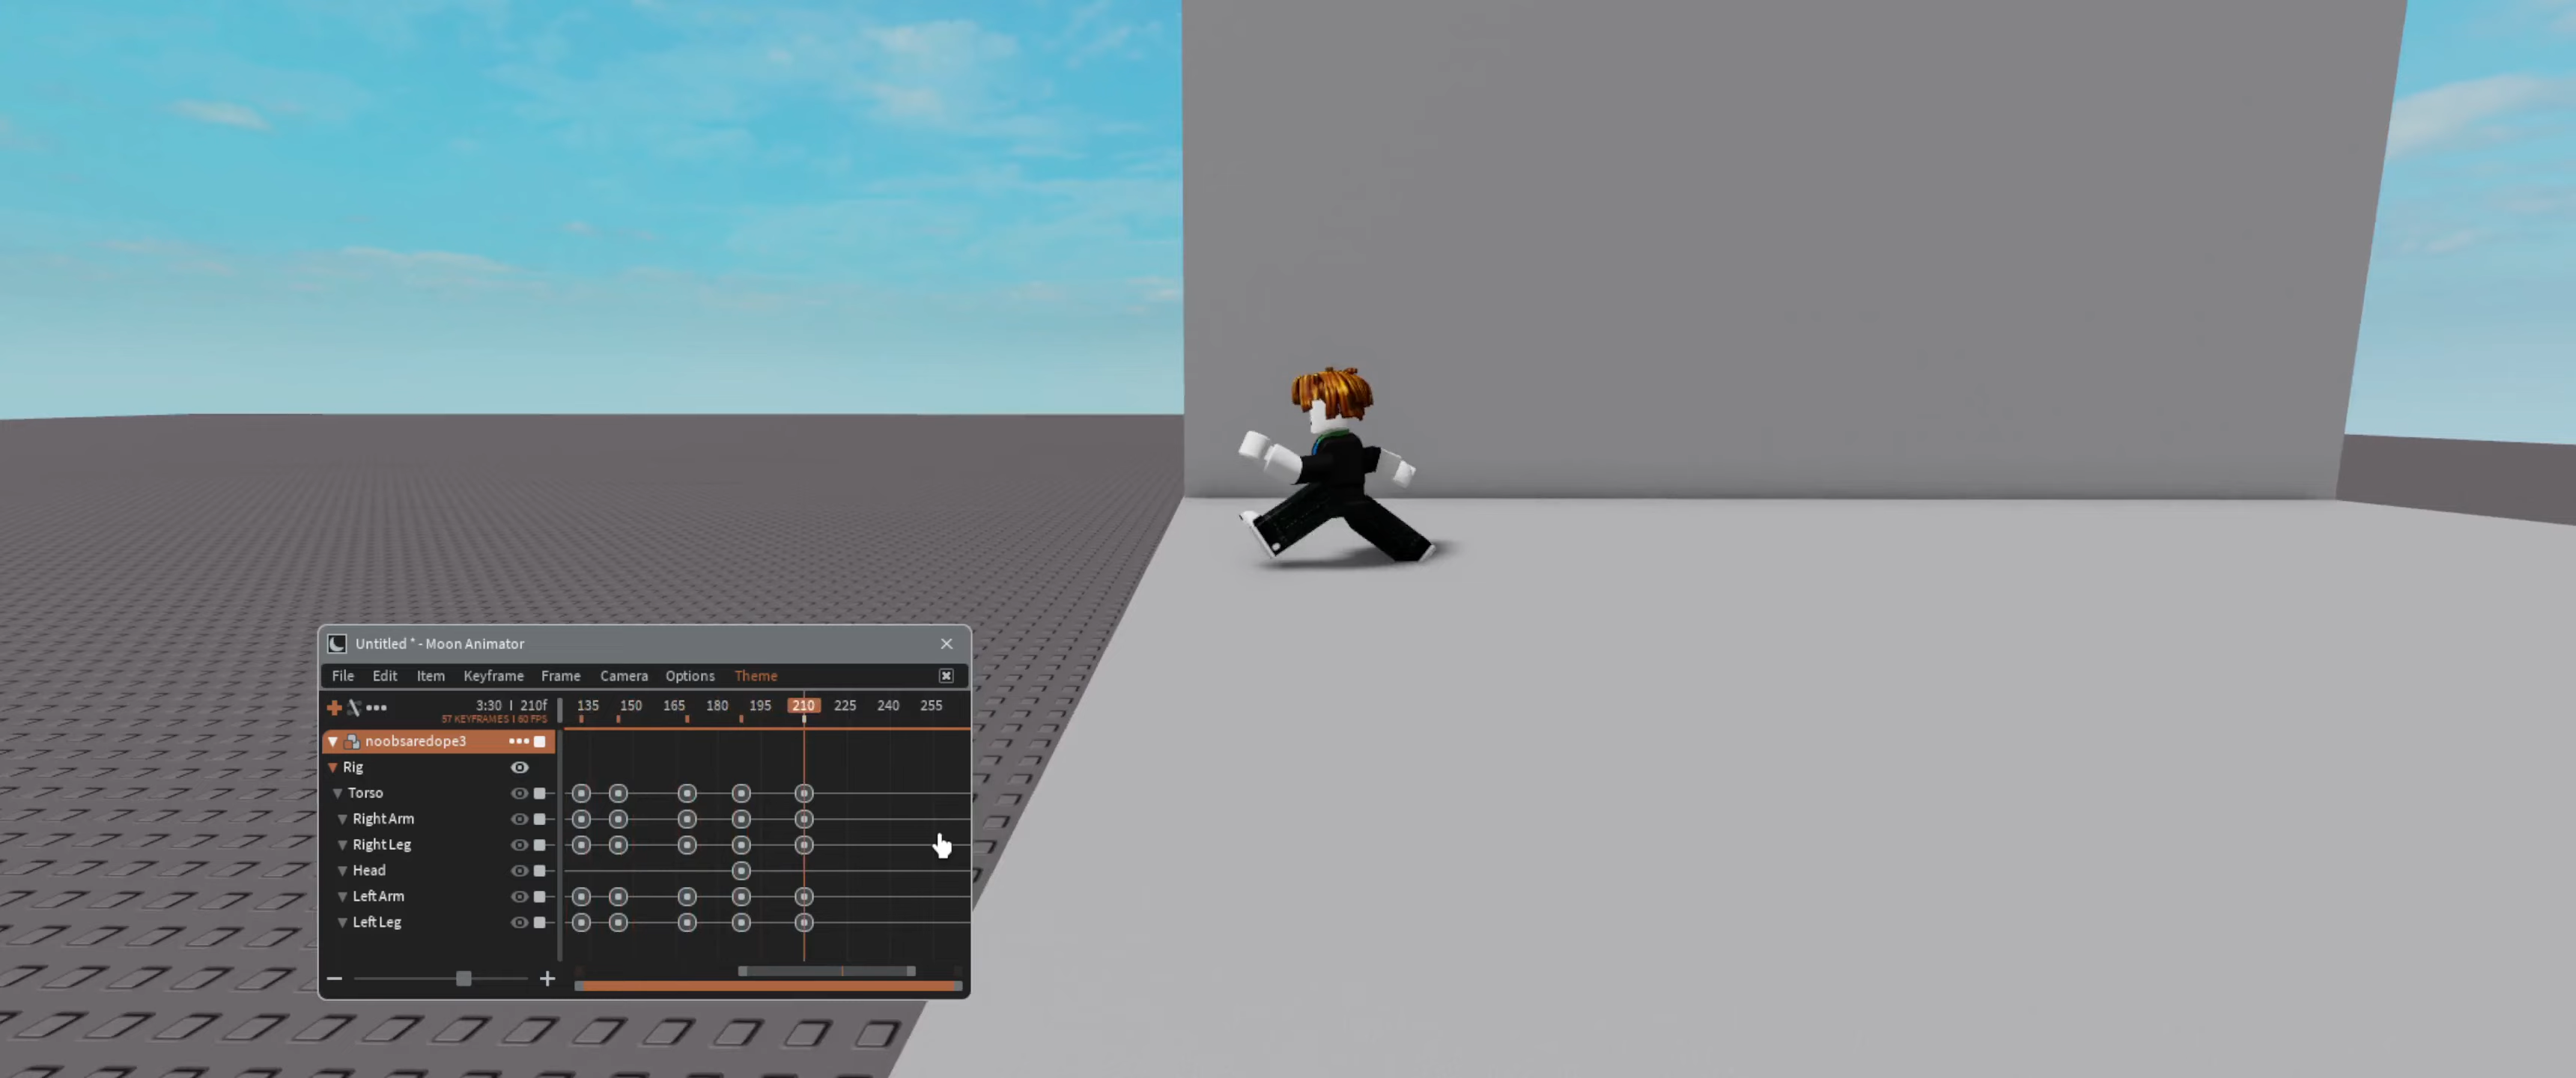 Untitled * - Moon Animator
File Edit Item Keyframe Frame Camera Options Theme
3:30 | 210f 135 150 165 180 195 210 225 240 255
57 KEYFRAMES | 60 FPS
noobsaredope3
Rig
Torso
Right Arm
Right Leg
Head
Left Arm
Left Leg